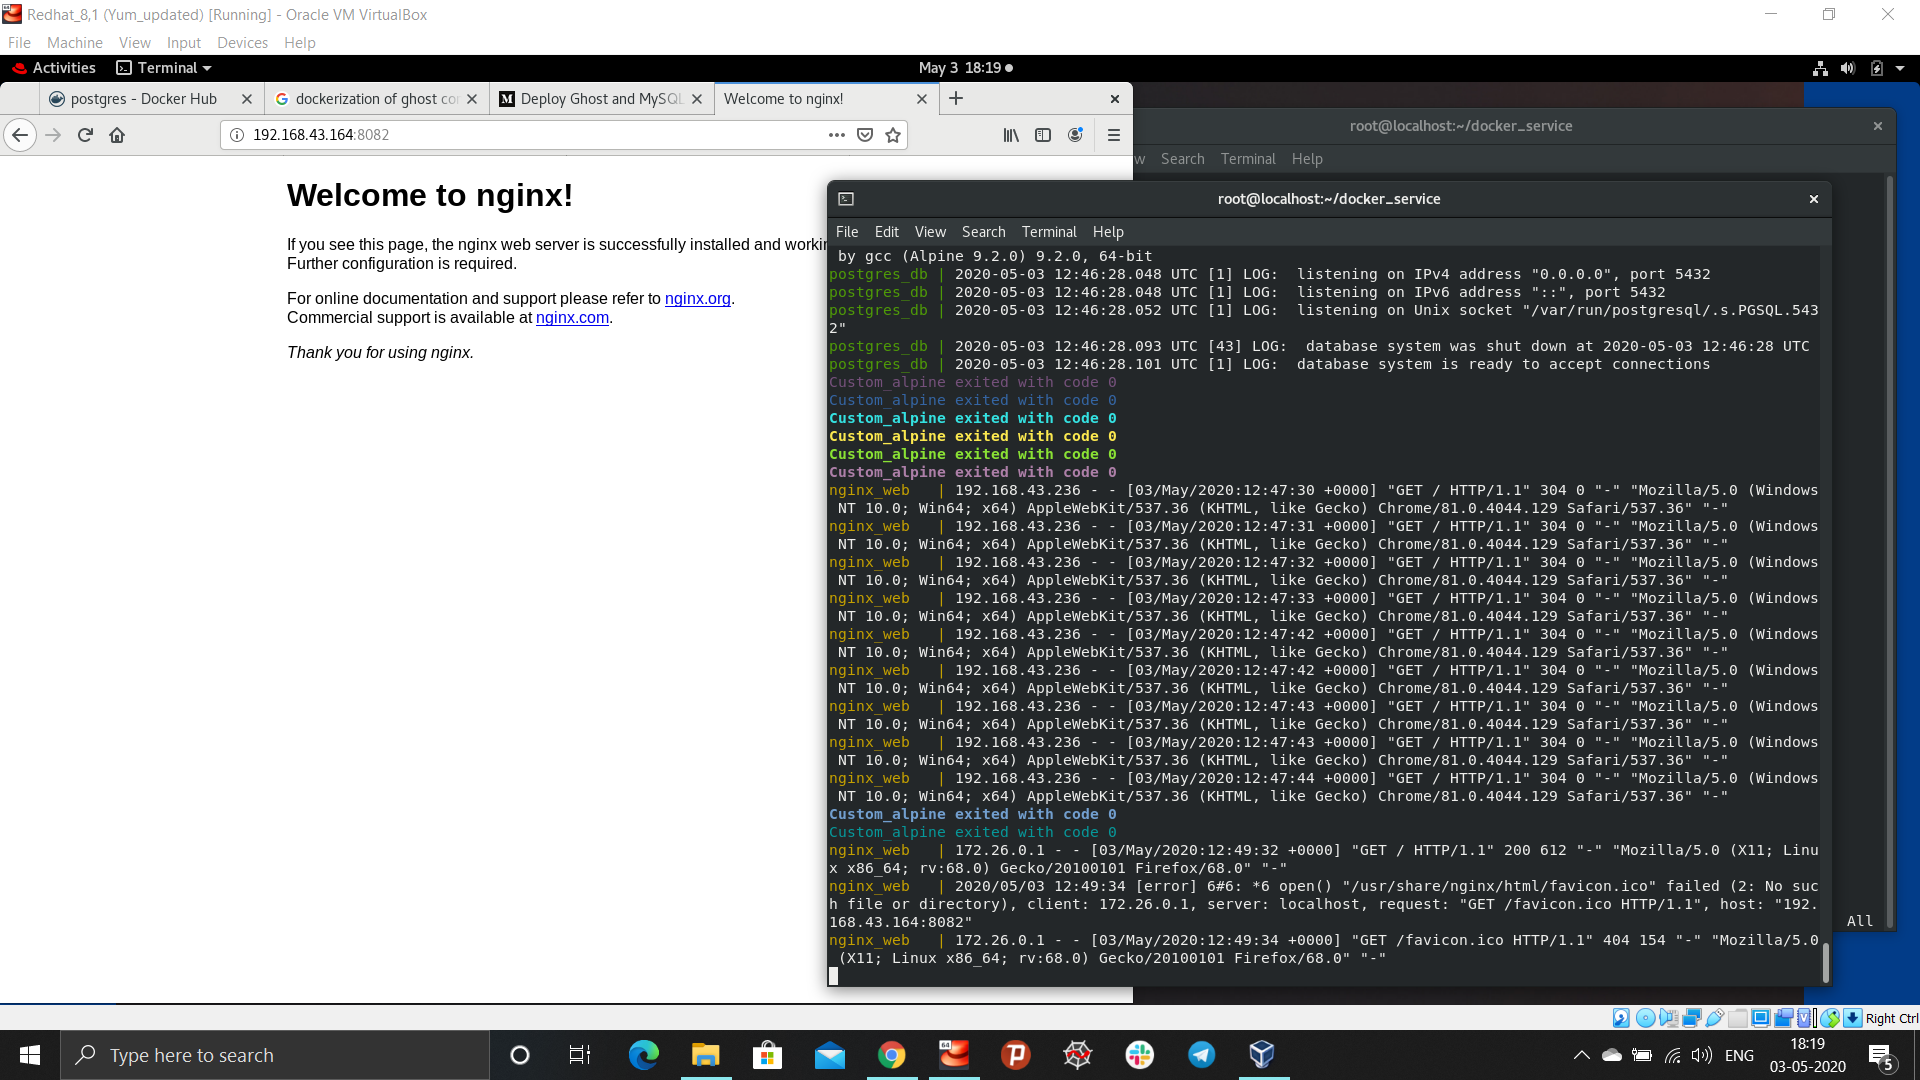 Redhat_8,1 (Yum_updated) [Running] - Oracle VM VirtualBox
File Machine View Input Devices Help
Activities Terminal May 3 18:19
postgres - Docker Hub dockerization of ghost co Deploy Ghost and MySQL Welcome to nginx!
192.168.43.164:8082
Welcome to nginx!
If you see this page, the nginx web server is successfully installed and workin
Further configuration is required.
For online documentation and support please refer to nginx.org.
Commercial support is available at nginx.com.
Thank you for using nginx.
root@localhost:~/docker_service
w Search Terminal Help
All
root@localhost:~/docker_service
File Edit View Search Terminal Help
by gcc (Alpine 9.2.0) 9.2.0, 64-bit
postgres_db | 2020-05-03 12:46:28.048 UTC [1] LOG:  listening on IPv4 address "0.0.0.0", port 5432
postgres_db | 2020-05-03 12:46:28.048 UTC [1] LOG:  listening on IPv6 address "::", port 5432
postgres_db | 2020-05-03 12:46:28.052 UTC [1] LOG:  listening on Unix socket "/var/run/postgresql/.s.PGSQL.543
2"
postgres_db | 2020-05-03 12:46:28.093 UTC [43] LOG:  database system was shut down at 2020-05-03 12:46:28 UTC
postgres_db | 2020-05-03 12:46:28.101 UTC [1] LOG:  database system is ready to accept connections
Custom_alpine exited with code 0
Custom_alpine exited with code 0
Custom_alpine exited with code 0
Custom_alpine exited with code 0
Custom_alpine exited with code 0
Custom_alpine exited with code 0
nginx_web   | 192.168.43.236 - - [03/May/2020:12:47:30 +0000] "GET / HTTP/1.1" 304 0 "-" "Mozilla/5.0 (Windows
NT 10.0; Win64; x64) AppleWebKit/537.36 (KHTML, like Gecko) Chrome/81.0.4044.129 Safari/537.36" "-"
nginx_web   | 192.168.43.236 - - [03/May/2020:12:47:31 +0000] "GET / HTTP/1.1" 304 0 "-" "Mozilla/5.0 (Windows
NT 10.0; Win64; x64) AppleWebKit/537.36 (KHTML, like Gecko) Chrome/81.0.4044.129 Safari/537.36" "-"
nginx_web   | 192.168.43.236 - - [03/May/2020:12:47:32 +0000] "GET / HTTP/1.1" 304 0 "-" "Mozilla/5.0 (Windows
NT 10.0; Win64; x64) AppleWebKit/537.36 (KHTML, like Gecko) Chrome/81.0.4044.129 Safari/537.36" "-"
nginx_web   | 192.168.43.236 - - [03/May/2020:12:47:33 +0000] "GET / HTTP/1.1" 304 0 "-" "Mozilla/5.0 (Windows
NT 10.0; Win64; x64) AppleWebKit/537.36 (KHTML, like Gecko) Chrome/81.0.4044.129 Safari/537.36" "-"
nginx_web   | 192.168.43.236 - - [03/May/2020:12:47:42 +0000] "GET / HTTP/1.1" 304 0 "-" "Mozilla/5.0 (Windows
NT 10.0; Win64; x64) AppleWebKit/537.36 (KHTML, like Gecko) Chrome/81.0.4044.129 Safari/537.36" "-"
nginx_web   | 192.168.43.236 - - [03/May/2020:12:47:42 +0000] "GET / HTTP/1.1" 304 0 "-" "Mozilla/5.0 (Windows
NT 10.0; Win64; x64) AppleWebKit/537.36 (KHTML, like Gecko) Chrome/81.0.4044.129 Safari/537.36" "-"
nginx_web   | 192.168.43.236 - - [03/May/2020:12:47:43 +0000] "GET / HTTP/1.1" 304 0 "-" "Mozilla/5.0 (Windows
NT 10.0; Win64; x64) AppleWebKit/537.36 (KHTML, like Gecko) Chrome/81.0.4044.129 Safari/537.36" "-"
nginx_web   | 192.168.43.236 - - [03/May/2020:12:47:43 +0000] "GET / HTTP/1.1" 304 0 "-" "Mozilla/5.0 (Windows
NT 10.0; Win64; x64) AppleWebKit/537.36 (KHTML, like Gecko) Chrome/81.0.4044.129 Safari/537.36" "-"
nginx_web   | 192.168.43.236 - - [03/May/2020:12:47:44 +0000] "GET / HTTP/1.1" 304 0 "-" "Mozilla/5.0 (Windows
NT 10.0; Win64; x64) AppleWebKit/537.36 (KHTML, like Gecko) Chrome/81.0.4044.129 Safari/537.36" "-"
Custom_alpine exited with code 0
Custom_alpine exited with code 0
nginx_web   | 172.26.0.1 - - [03/May/2020:12:49:32 +0000] "GET / HTTP/1.1" 200 612 "-" "Mozilla/5.0 (X11; Linu
x x86_64; rv:68.0) Gecko/20100101 Firefox/68.0" "-"
nginx_web   | 2020/05/03 12:49:34 [error] 6#6: *6 open() "/usr/share/nginx/html/favicon.ico" failed (2: No suc
h file or directory), client: 172.26.0.1, server: localhost, request: "GET /favicon.ico HTTP/1.1", host: "192.
168.43.164:8082"
nginx_web   | 172.26.0.1 - - [03/May/2020:12:49:34 +0000] "GET /favicon.ico HTTP/1.1" 404 154 "-" "Mozilla/5.0
(X11; Linux x86_64; rv:68.0) Gecko/20100101 Firefox/68.0" "-"
Right Ctrl
Type here to search
ENG
18:19
03-05-2020
5